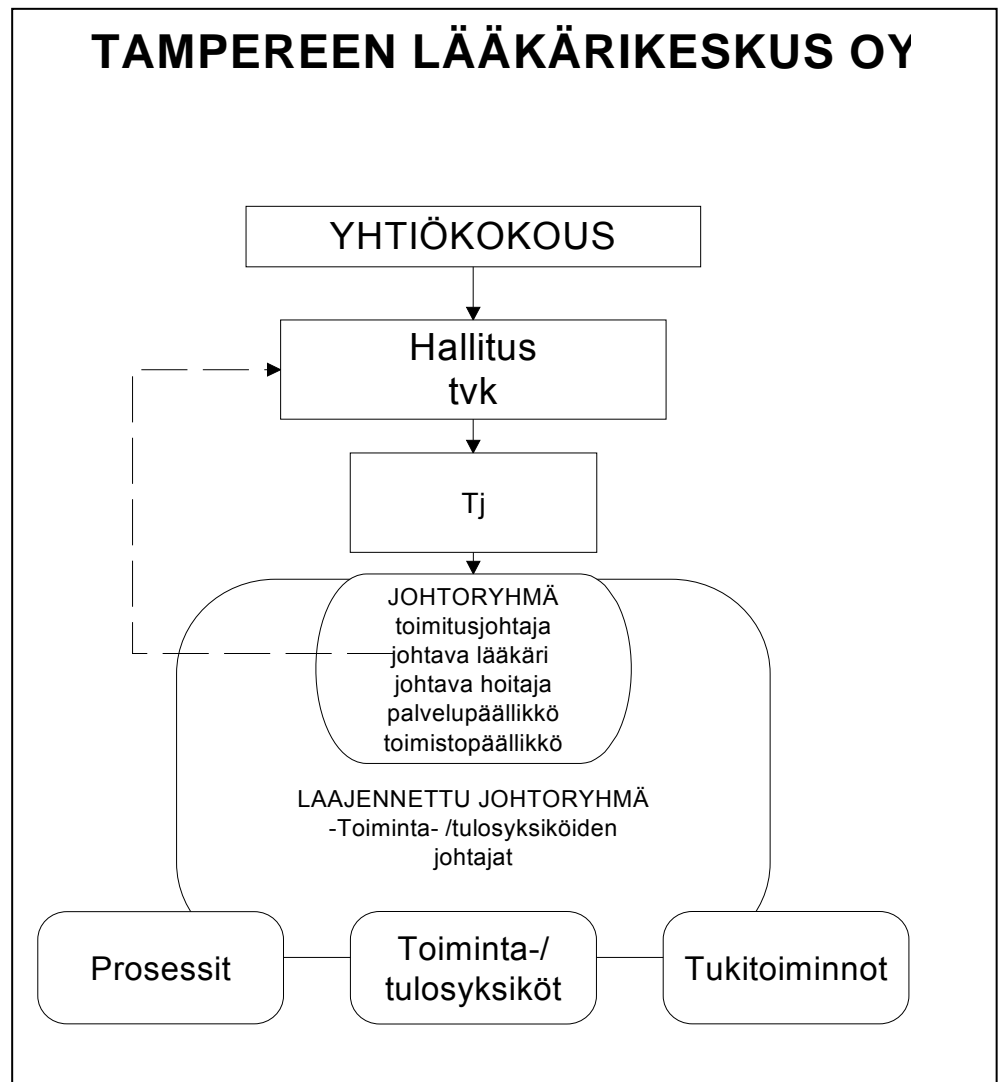 TAMPEREEN LÄÄKÄRIKESKUS OY
YHTIÖKOKOUS
Hallitus
tvk
Tj
JOHTORYHMÄ
toimitusjohtaja
johtava lääkäri
johtava hoitaja
palvelupäällikkö
toimistopäällikkö
LAAJENNETTU JOHTORYHMÄ
-Toiminta- /tulosyksiköiden
johtajat
Prosessit
Toiminta-/
tulosyksiköt
Tukitoiminnot